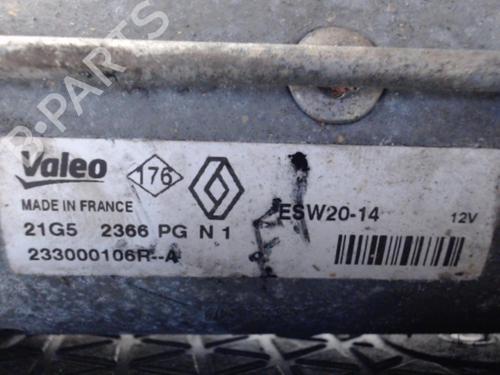 B-PARTS
Valeo
176
MADE IN FRANCE
ESW20-14
12V
21G5 2366 PG N 1
233000106R--A